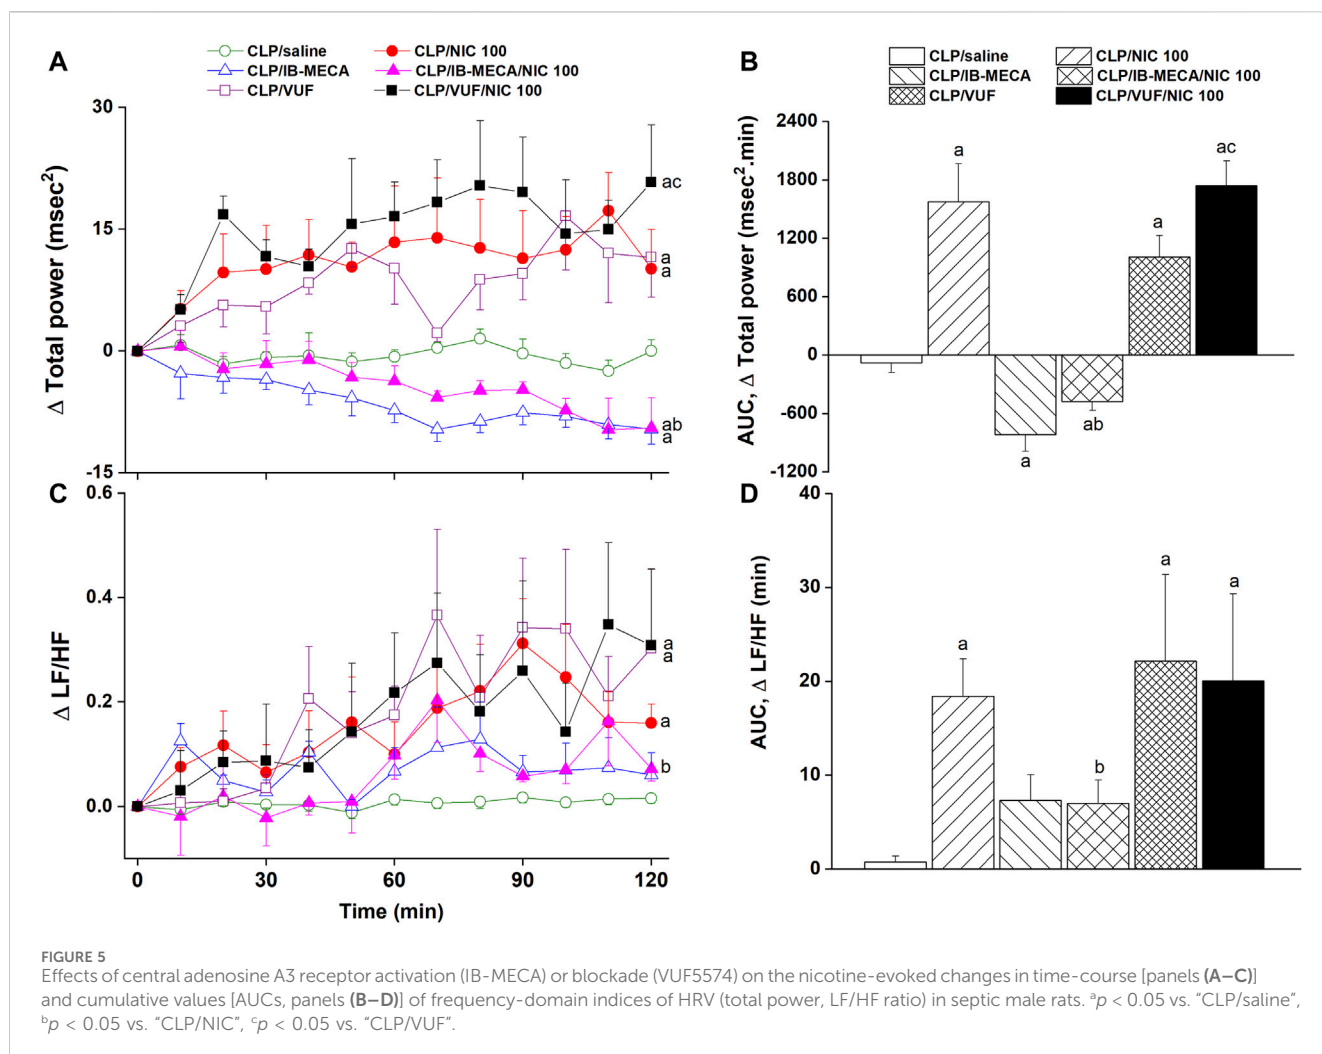 A
CLP/saline
CLP/NIC 100
CLP/IB-MECA
CLP/IB-MECA/NIC 100
CLP/VUF
CLP/VUF/NIC 100
Δ Total power (msec²)
30
15
0
-15
ac
a
a
ab
a
B
CLP/saline
CLP/NIC 100
CLP/IB-MECA
CLP/IB-MECA/NIC 100
CLP/VUF
CLP/VUF/NIC 100
AUC, Δ Total power (msec².min)
2400
1800
1200
600
0
-600
-1200
a
a
ab
a
ac
C
Δ LF/HF
0.6
0.4
0.2
0.0
a
a
a
b
0
30
60
90
120
Time (min)
D
AUC, Δ LF/HF (min)
40
30
20
10
0
a
b
a
a
FIGURE 5
Effects of central adenosine A3 receptor activation (IB-MECA) or blockade (VUF5574) on the nicotine-evoked changes in time-course [panels (A–C)]
and cumulative values [AUCs, panels (B–D)] of frequency-domain indices of HRV (total power, LF/HF ratio) in septic male rats. ᵃp < 0.05 vs. “CLP/saline”,
ᵇp < 0.05 vs. “CLP/NIC”, ᶜp < 0.05 vs. “CLP/VUF”.